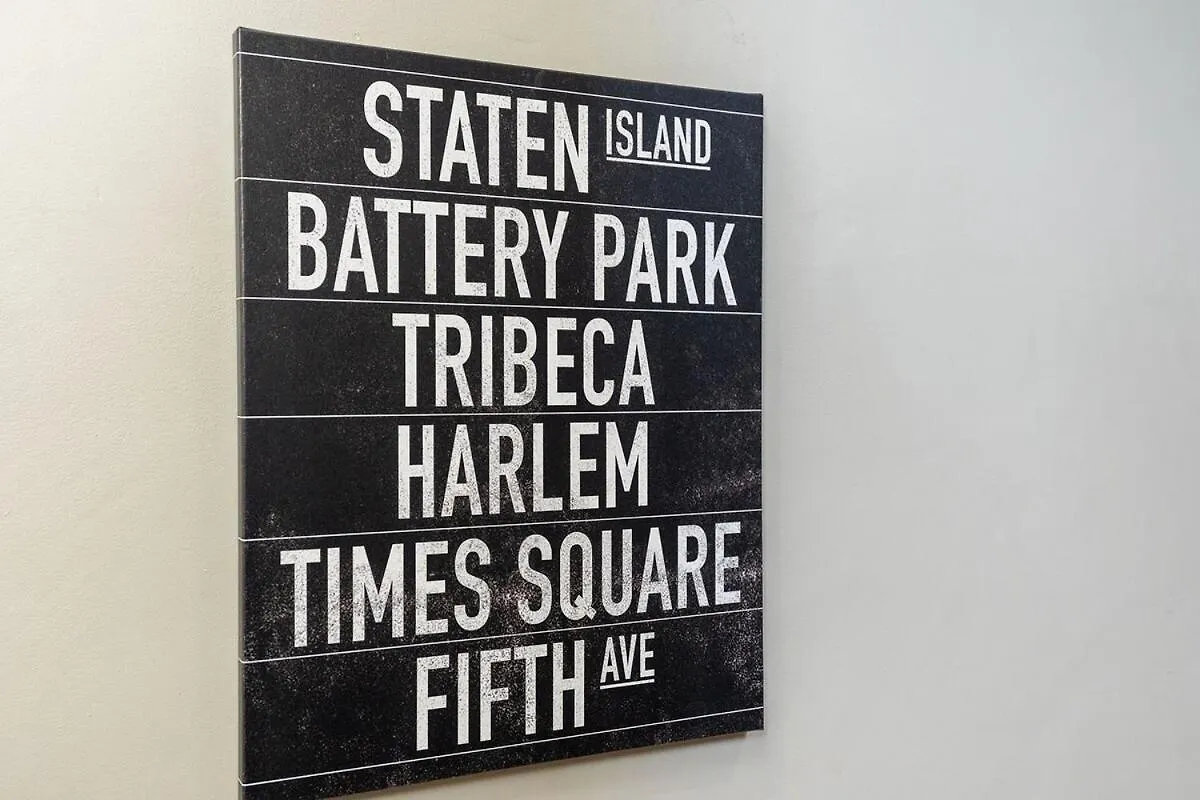 STATEN ISLAND
BATTERY PARK
TRIBECA
HARLEM
TIMES SQUARE
FIFTH AVE